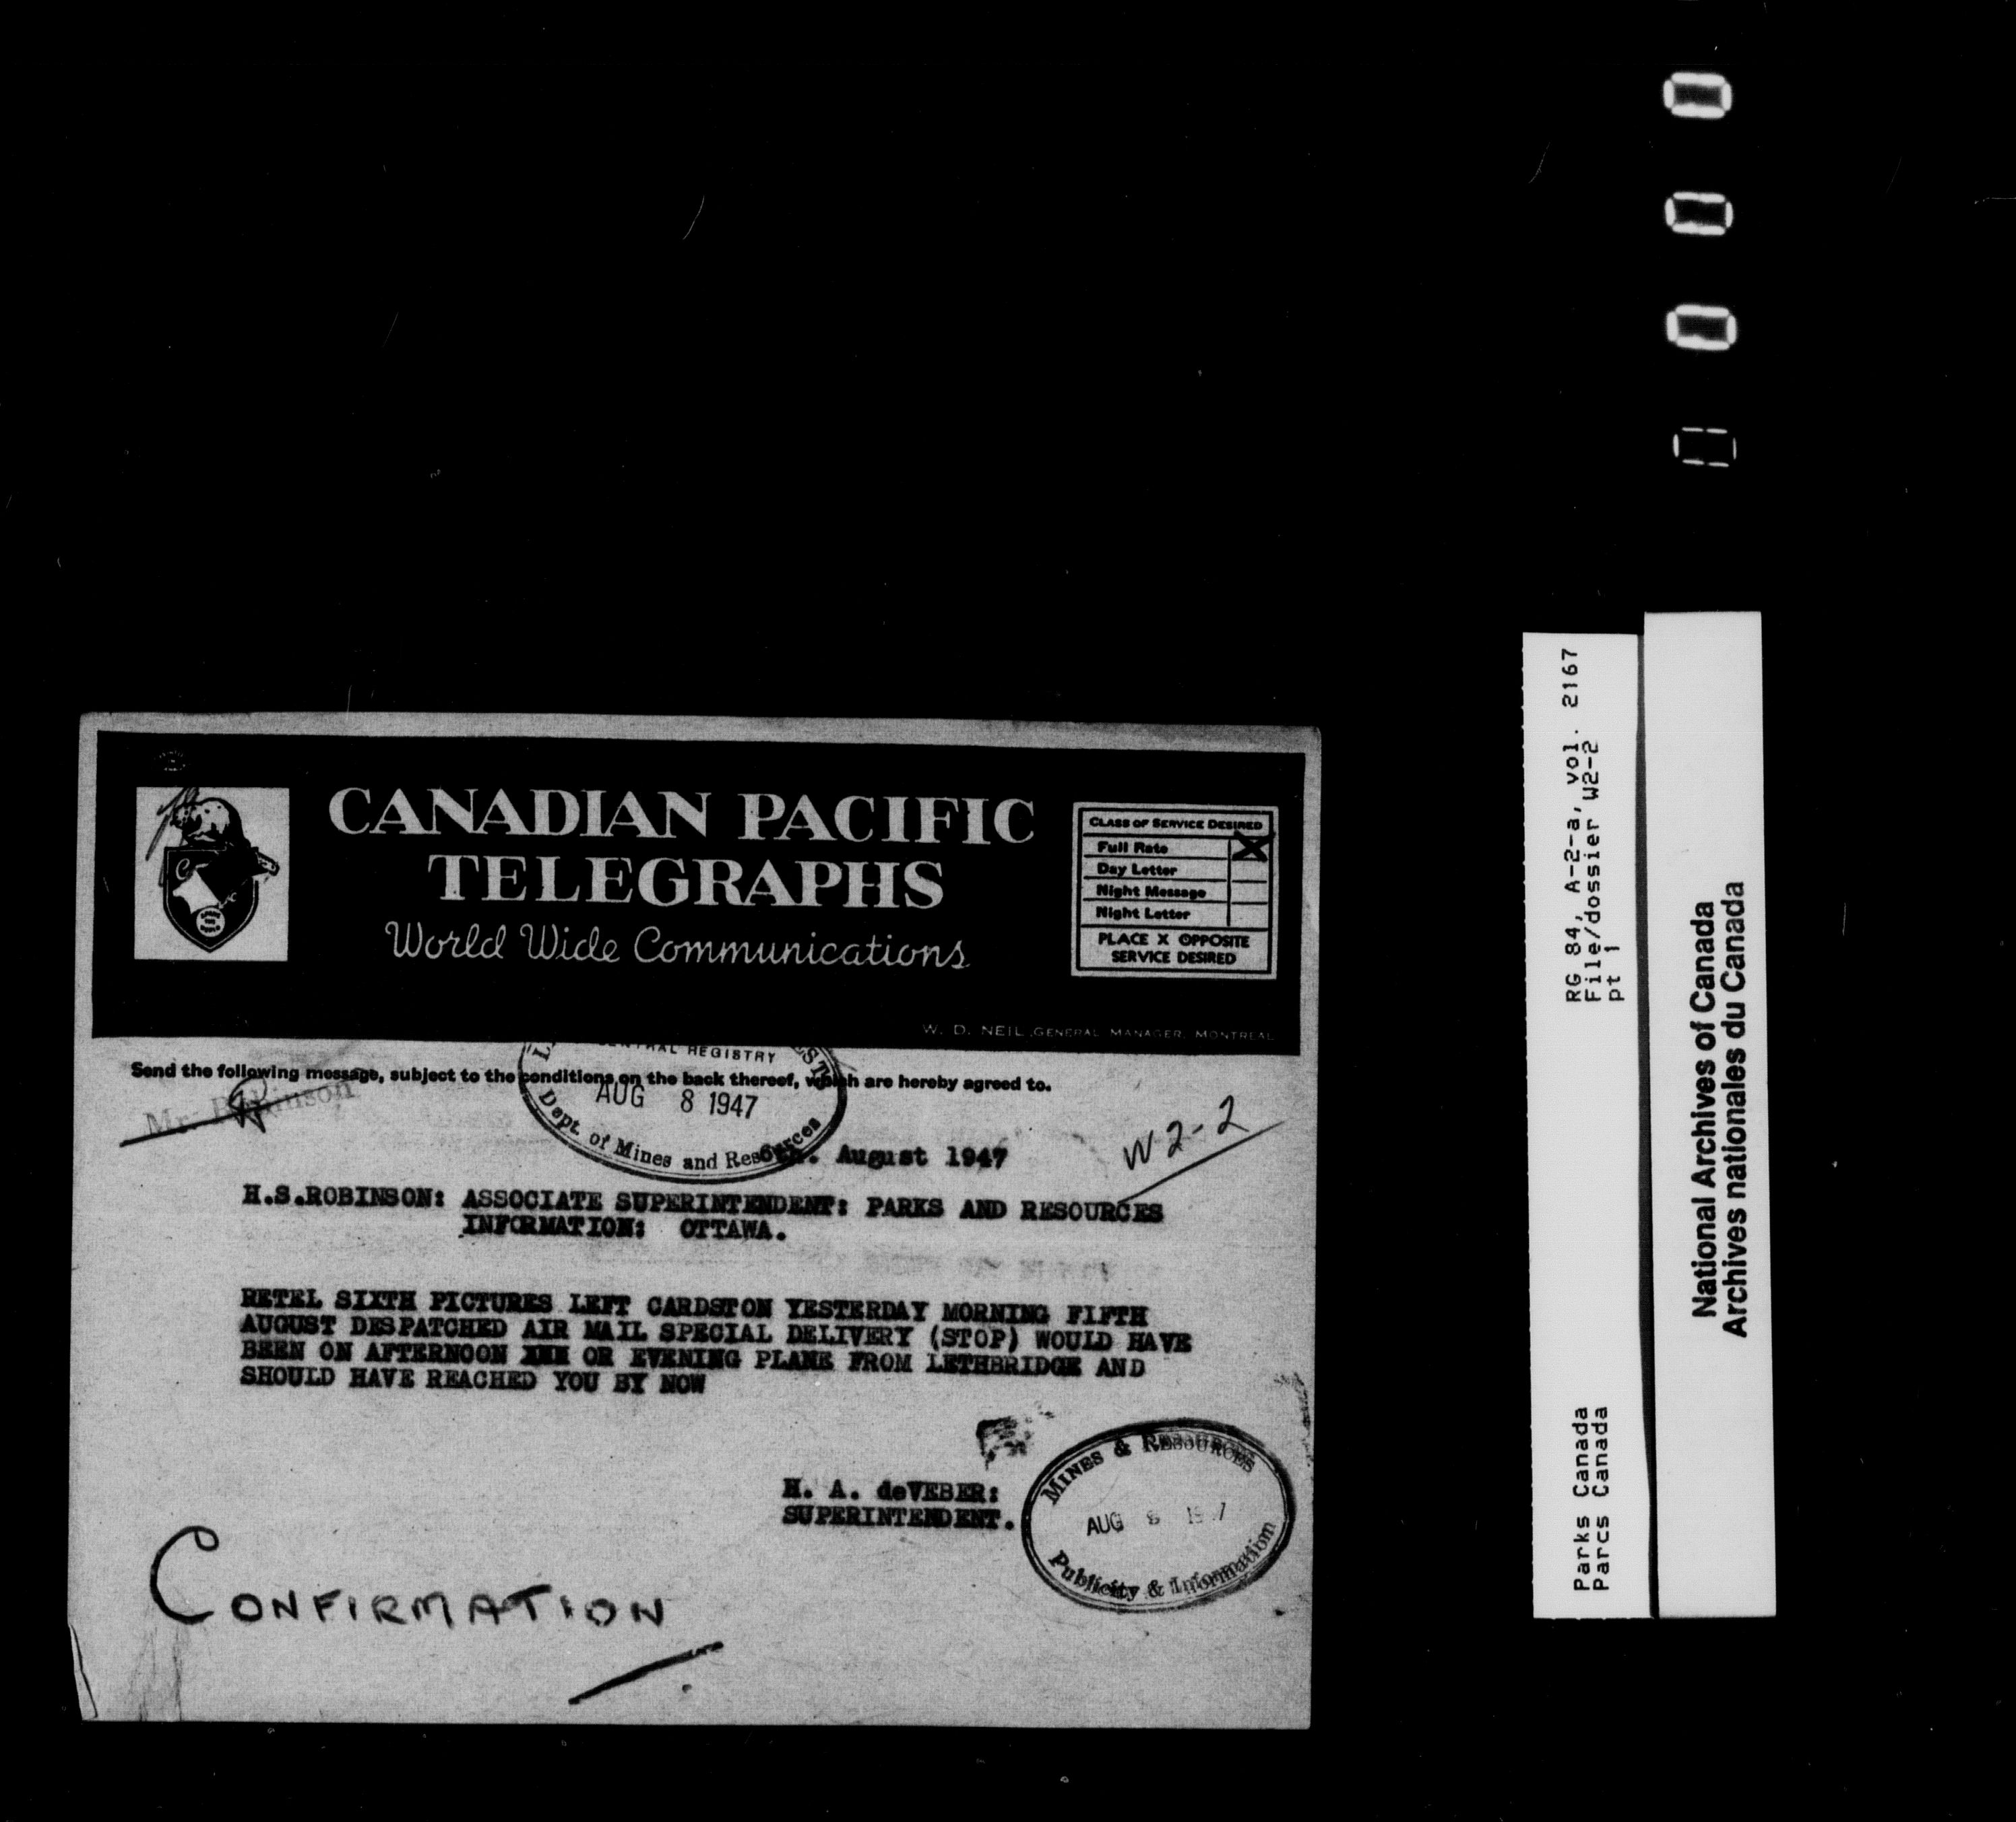 CANADIAN PACIFIC
TELEGRAPHS
World Wide Communications
CLASS OF SERVICE DESIRED
Full Rate X
Day Letter
Night Message
Night Letter
PLACE X OPPOSITE
SERVICE DESIRED
W. D. NEIL, GENERAL MANAGER, MONTREAL
REGISTRY
Send the following message, subject to the conditions on the back thereof, which are hereby agreed to.
Mr. Robinson
AUG 8 1947
Dept. of Mines and Resources
August 1947
W2-2
H.S.ROBINSON: ASSOCIATE SUPERINTENDENT: PARKS AND RESOURCES
INFORMATION: OTTAWA.
RETEL SIXTH PICTURES LEFT CARDSTON YESTERDAY MORNING FIFTH
AUGUST DESPATCHED AIR MAIL SPECIAL DELIVERY (STOP) WOULD HAVE
BEEN ON AFTERNOON OR EVENING PLANE FROM LETHBRIDGE AND
SHOULD HAVE REACHED YOU BY NOW
H. A. deVEBER:
SUPERINTENDENT.
MINES & RESOURCES
AUG
Publicity & Information
CONFIRMATION
RG 84, A-2-a, vol. 2167
File/dossier W2-2
pt 1
Parks Canada
Parcs Canada
National Archives of Canada
Archives nationales du Canada